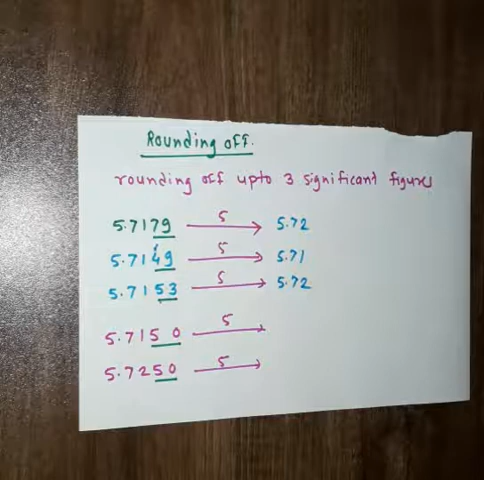 Rounding off.
rounding off upto 3 significant figures
5.7179 5 5.72
5.7149 5 5.71
5.7153 5 5.72
5.7150 5
5.7250 5